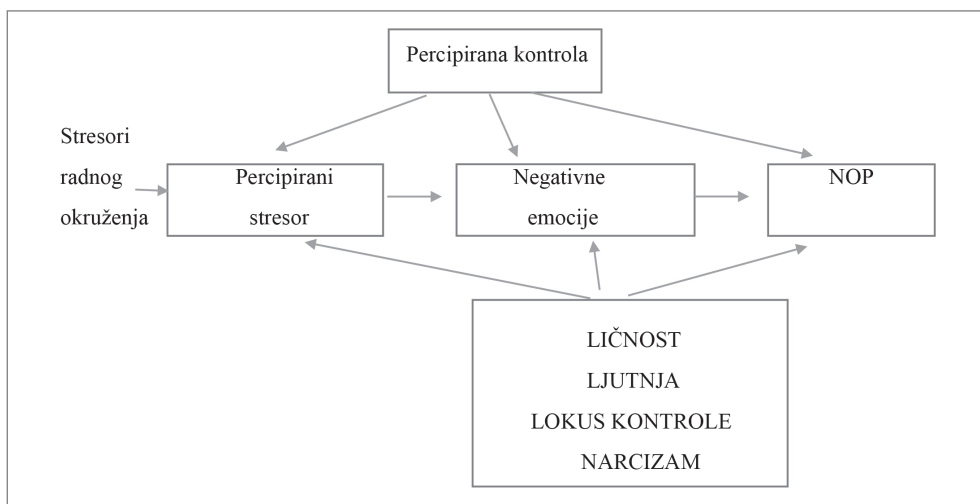 Percipirana kontrola
Stresori
radnog
okruženja
Percipirani
stresor
Negativne
emocije
NOP
LIČNOST
LJUTNJA
LOKUS KONTROLE
NARCIZAM